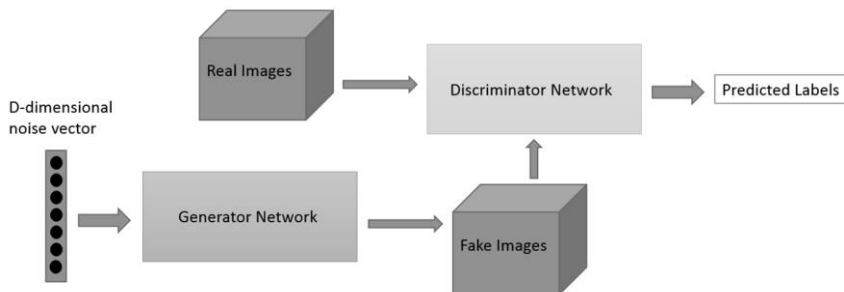 Real Images
Discriminator Network
Predicted Labels
D-dimensional
noise vector
Generator Network
Fake Images